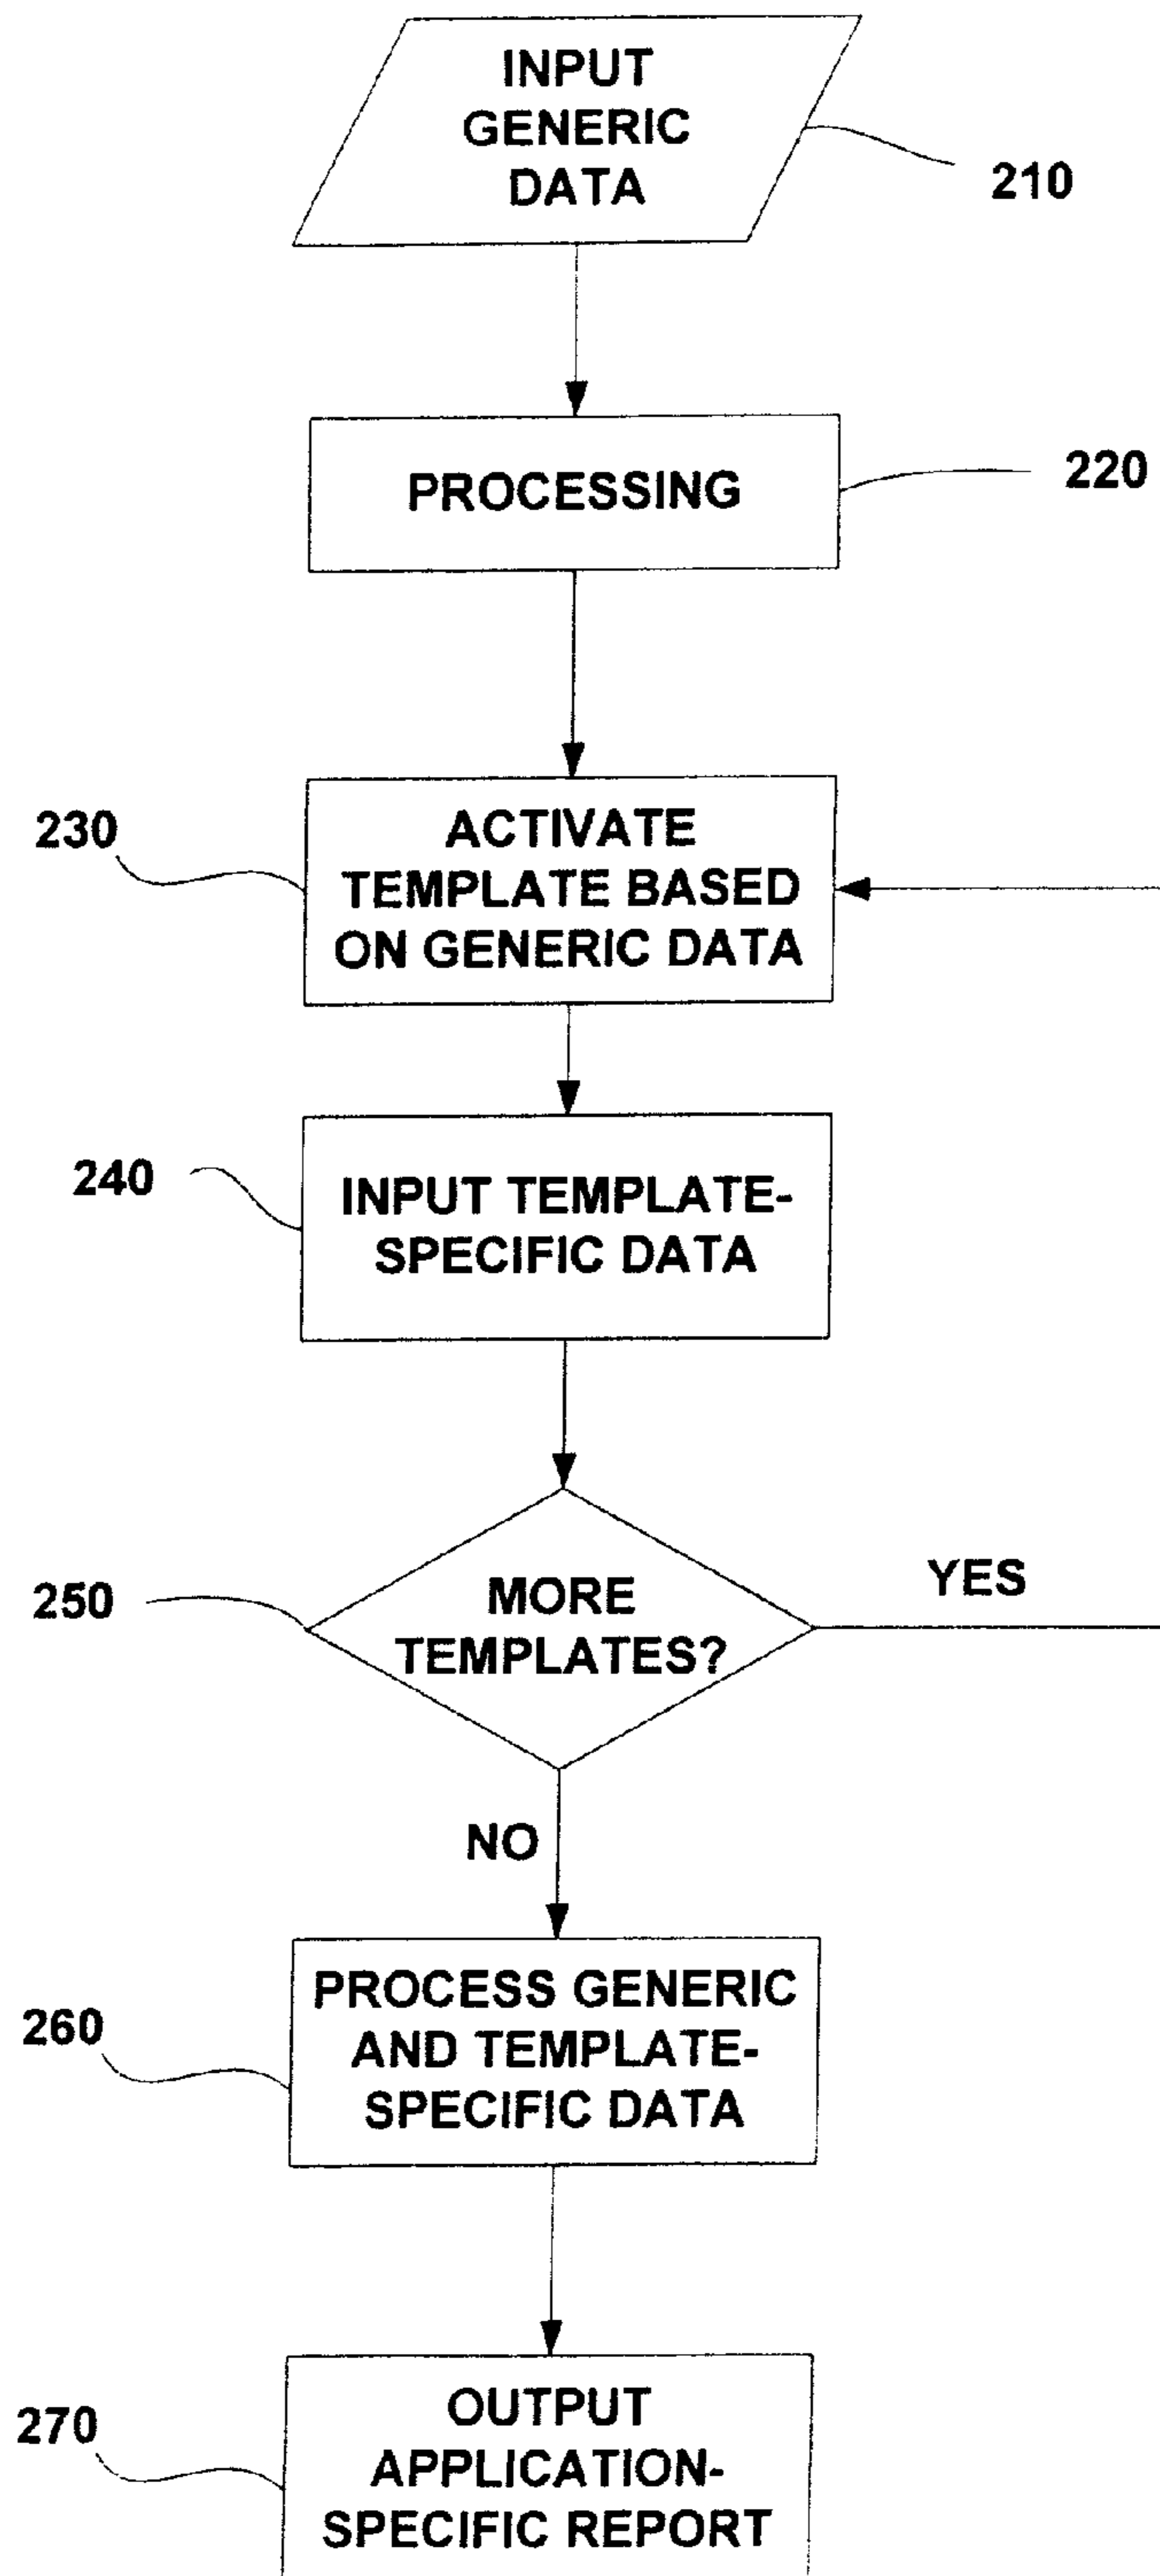 INPUT
GENERIC
DATA
210
PROCESSING
220
230
ACTIVATE
TEMPLATE BASED
ON GENERIC DATA
240
INPUT TEMPLATE-
SPECIFIC DATA
250
MORE
TEMPLATES?
YES
NO
260
PROCESS GENERIC
AND TEMPLATE-
SPECIFIC DATA
270
OUTPUT
APPLICATION-
SPECIFIC REPORT